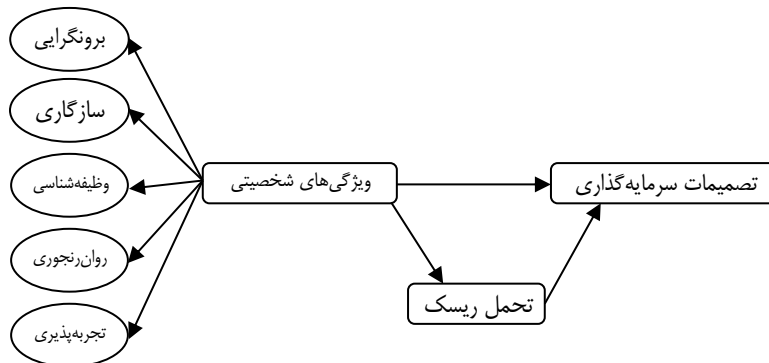 برونگرایی
سازگاری
وظیفه‌شناسی
روان‌رنجوری
تجربه‌پذیری
ویژگی‌های شخصیتی
تصمیمات سرمایه‌گذاری
تحمل ریسک